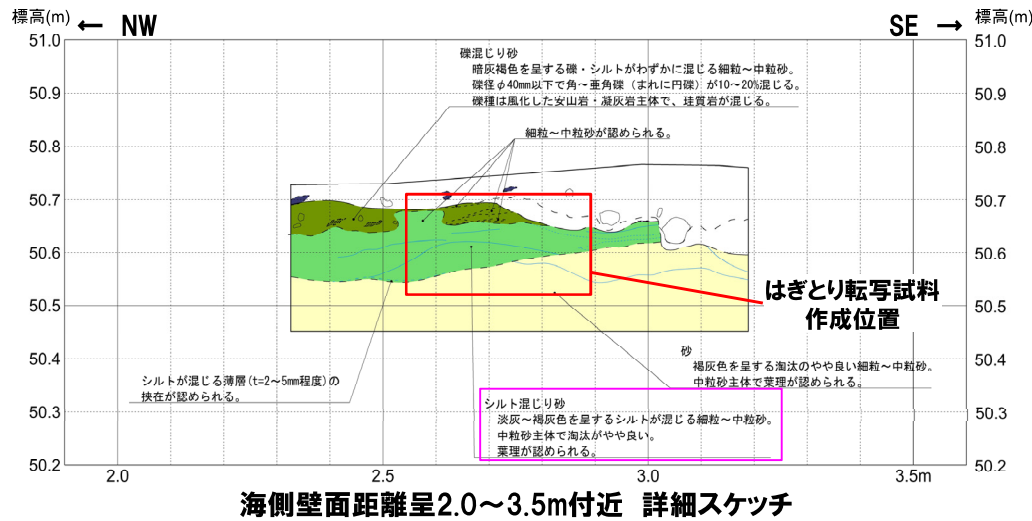 標高(m)
← NW
SE →
標高(m)
51.0
50.9
50.8
50.7
50.6
50.5
50.4
50.3
50.2
51.0
50.9
50.8
50.7
50.6
50.5
50.4
50.3
50.2
礫混じり砂
暗灰褐色を呈する礫・シルトがわずかに混じる細粒～中粒砂。
礫径φ40mm以下で角～亜角礫（まれに円礫）が10～20%混じる。
礫種は風化した安山岩・凝灰岩主体で、珪質岩が混じる。
細粒～中粒砂が認められる。
はぎとり転写試料
作成位置
シルトが混じる薄層(t=2～5mm程度)の
挟在が認められる。
砂
褐灰色を呈する淘汰のやや良い細粒～中粒砂。
中粒砂主体で葉理が認められる。
シルト混じり砂
淡灰～褐灰色を呈するシルトが混じる細粒～中粒砂。
中粒砂主体で淘汰がやや良い。
葉理が認められる。
2.0
2.5
3.0
3.5m
海側壁面距離呈2.0～3.5m付近 詳細スケッチ